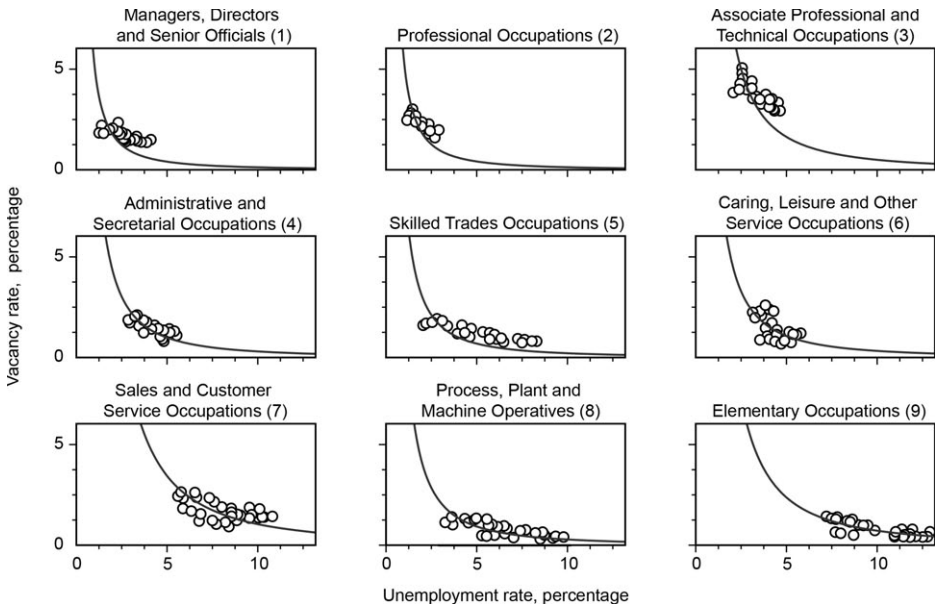 Managers, Directors
and Senior Officials (1)
Professional Occupations (2)
Associate Professional and
Technical Occupations (3)
5
0
Administrative and
Secretarial Occupations (4)
Skilled Trades Occupations (5)
Caring, Leisure and Other
Service Occupations (6)
5
0
Vacancy rate, percentage
Sales and Customer
Service Occupations (7)
Process, Plant and
Machine Operatives (8)
Elementary Occupations (9)
5
0
0 5 10
0 5 10
0 5 10
Unemployment rate, percentage